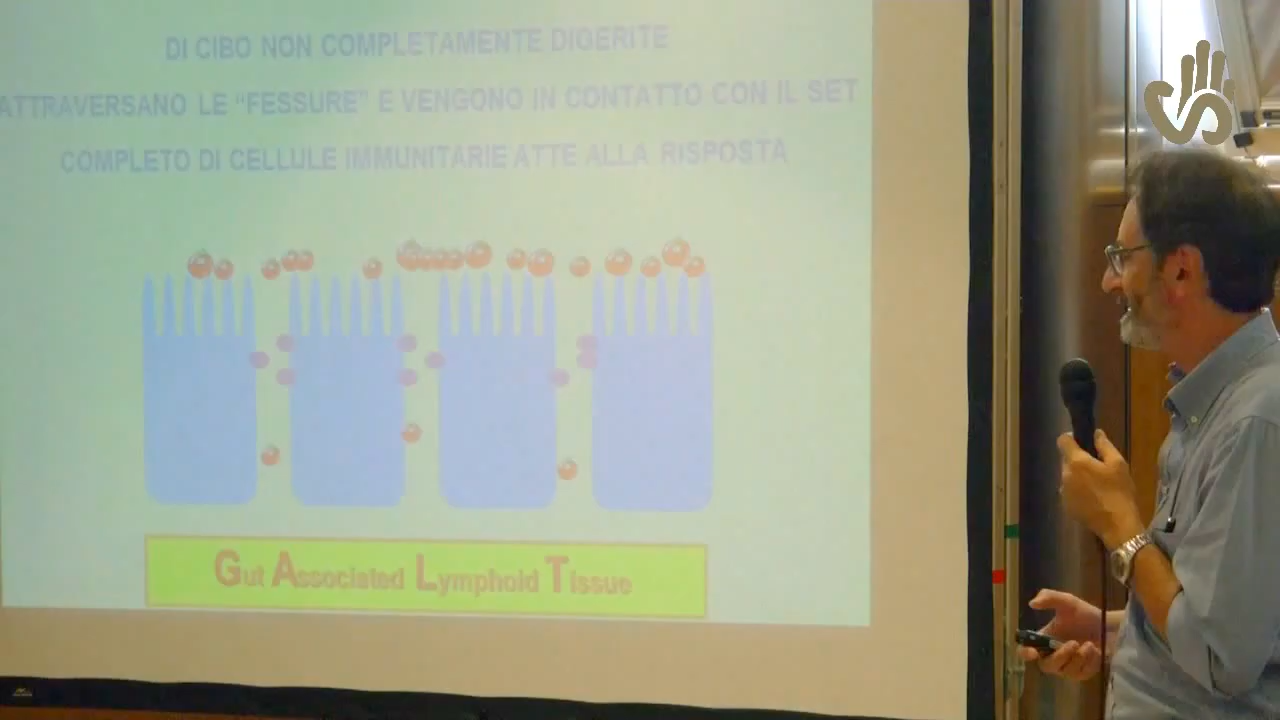 DI CIBO NON COMPLETAMENTE DIGERITE
ATTRAVERSANO LE “FESSURE” E VENGONO IN CONTATTO CON IL SET
COMPLETO DI CELLULE IMMUNITARIE ATTE ALLA RISPOSTA
Gut Associated Lymphoid Tissue